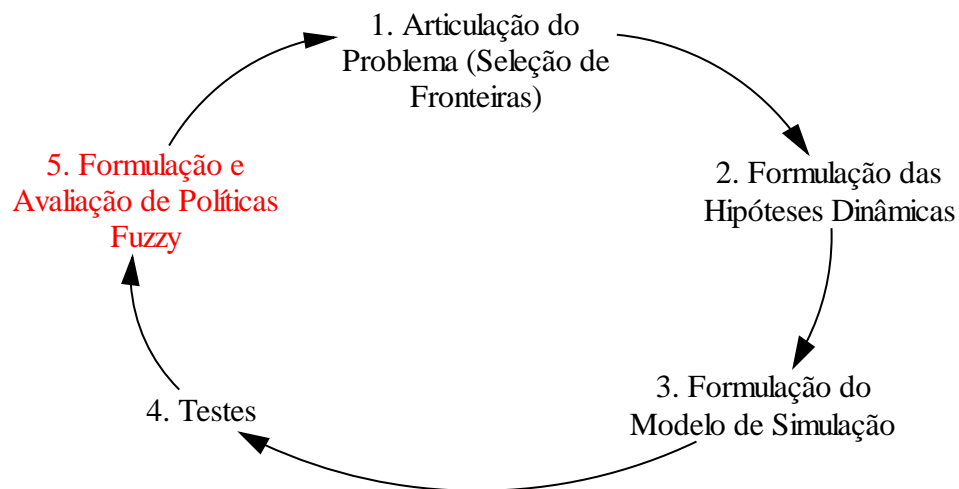 1. Articulação do
Problema (Seleção de
Fronteiras)
2. Formulação das
Hipóteses Dinâmicas
3. Formulação do
Modelo de Simulação
4. Testes
5. Formulação e
Avaliação de Políticas
Fuzzy